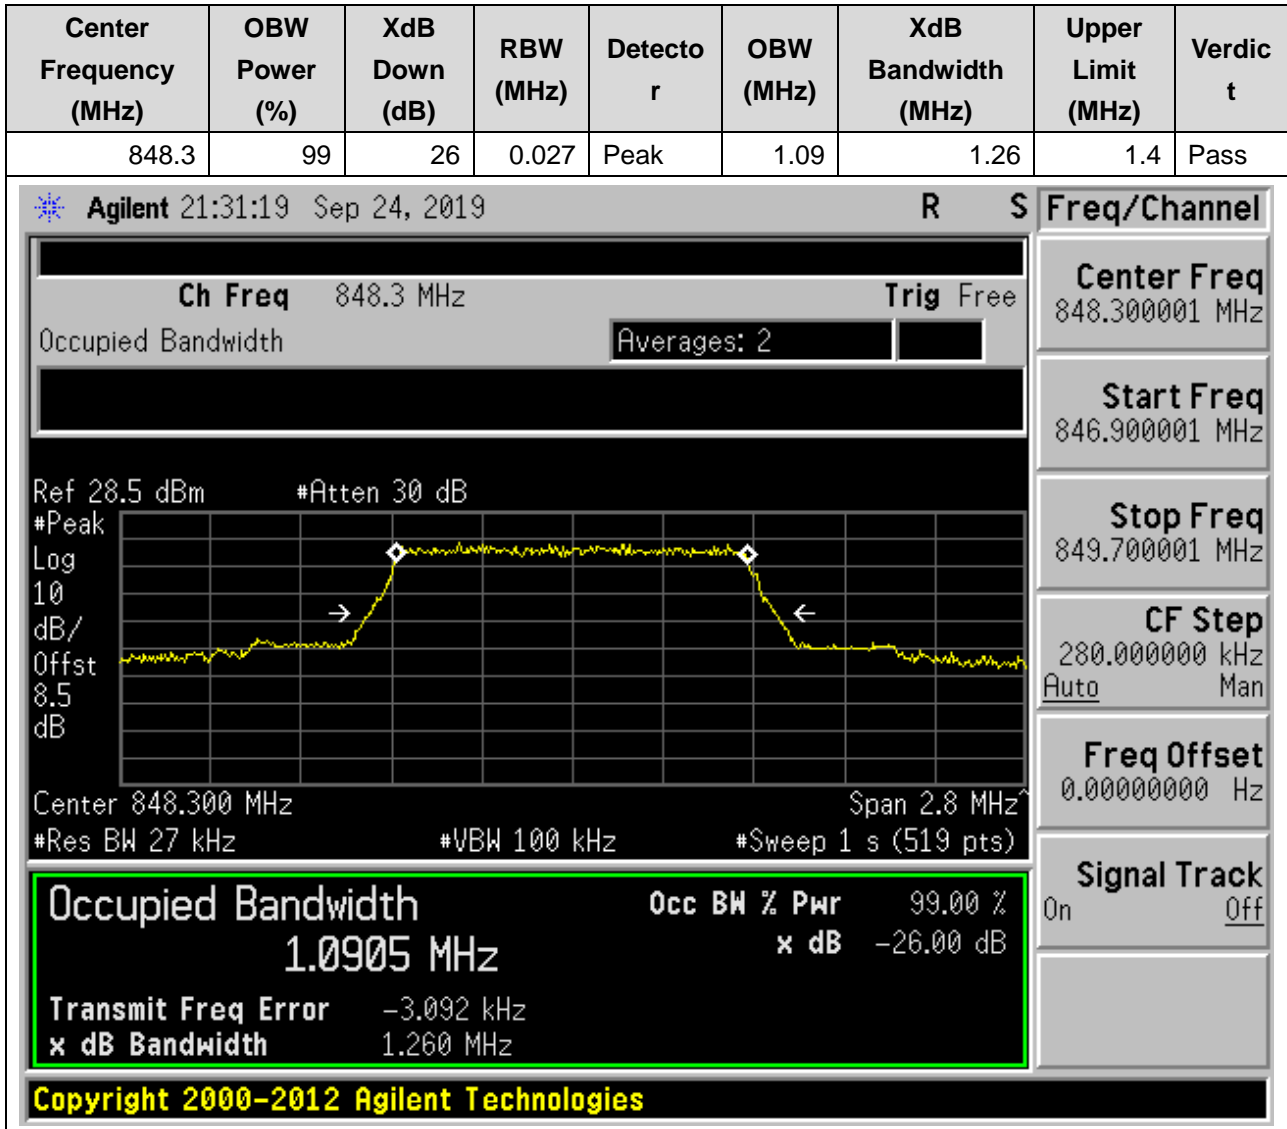 Center Frequency (MHz) OBW Power (%) XdB Down (dB) RBW (MHz) Detecto r OBW (MHz) XdB Bandwidth (MHz) Upper Limit (MHz) Verdic t
848.3 99 26 0.027 Peak 1.09 1.26 1.4 Pass
Agilent 21:31:19 Sep 24, 2019 R S
Ch Freq 848.3 MHz Trig Free
Occupied Bandwidth Averages: 2
Ref 28.5 dBm #Atten 30 dB
#Peak
Log
10
dB/
Offst
8.5
dB
Center 848.300 MHz Span 2.8 MHz^
#Res BW 27 kHz #VBW 100 kHz #Sweep 1 s (519 pts)
Occupied Bandwidth Occ BW % Pwr 99.00 %
1.0905 MHz x dB -26.00 dB
Transmit Freq Error -3.092 kHz
x dB Bandwidth 1.260 MHz
Copyright 2000-2012 Agilent Technologies
Freq/Channel
Center Freq
848.300001 MHz
Start Freq
846.900001 MHz
Stop Freq
849.700001 MHz
CF Step
280.000000 kHz
Auto Man
Freq Offset
0.00000000 Hz
Signal Track
On Off